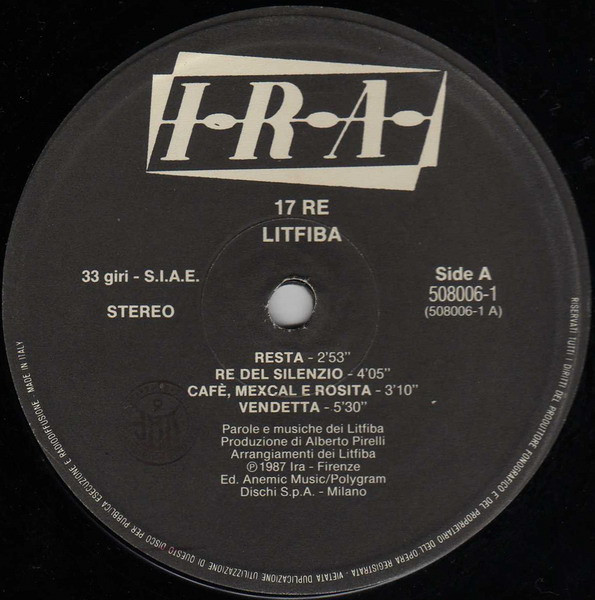 I·R·A·
17 RE
LITFIBA
33 giri - S.I.A.E.
STEREO
Side A
508006-1
(508006-1 A)
RESTA - 2'53"
RE DEL SILENZIO - 4'05"
CAFÈ, MEXCAL E ROSITA - 3'10"
VENDETTA - 5'30"
Parole e musiche dei Litfiba
Produzione di Alberto Pirelli
Arrangiamenti dei Litfiba
℗ 1987 Ira - Firenze
Ed. Anemic Music/Polygram
Dischi S.p.A. - Milano
RISERVATI TUTTI I DIRITTI DEL PRODUTTORE FONOGRAFICO E DEL PROPRIETARIO DELL'OPERA REGISTRATA - VIETATA DUPLICAZIONE UTILIZZAZIONE DI QUESTO DISCO PER PUBBLICA ESECUZIONE E RADIODIFFUSIONE - MADE IN ITALY